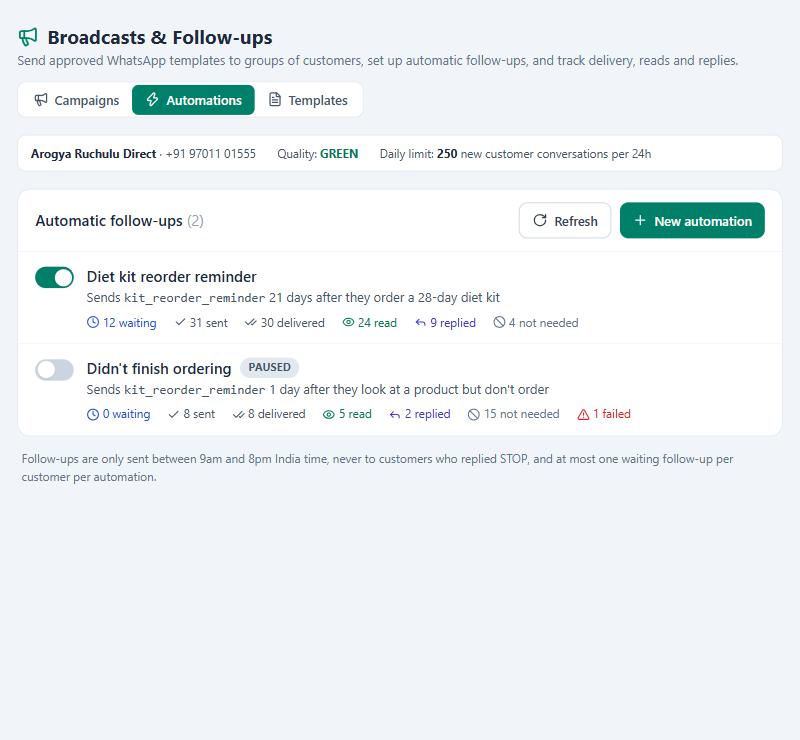 Broadcasts & Follow-ups
Send approved WhatsApp templates to groups of customers, set up automatic follow-ups, and track delivery, reads and replies.
Campaigns Automations Templates
Arogya Ruchulu Direct · +91 97011 01555 Quality: GREEN Daily limit: 250 new customer conversations per 24h
Automatic follow-ups (2) Refresh New automation
Diet kit reorder reminder
Sends kit_reorder_reminder 21 days after they order a 28-day diet kit
12 waiting 31 sent 30 delivered 24 read 9 replied 4 not needed
Didn't finish ordering PAUSED
Sends kit_reorder_reminder 1 day after they look at a product but don't order
0 waiting 8 sent 8 delivered 5 read 2 replied 15 not needed 1 failed
Follow-ups are only sent between 9am and 8pm India time, never to customers who replied STOP, and at most one waiting follow-up per
customer per automation.